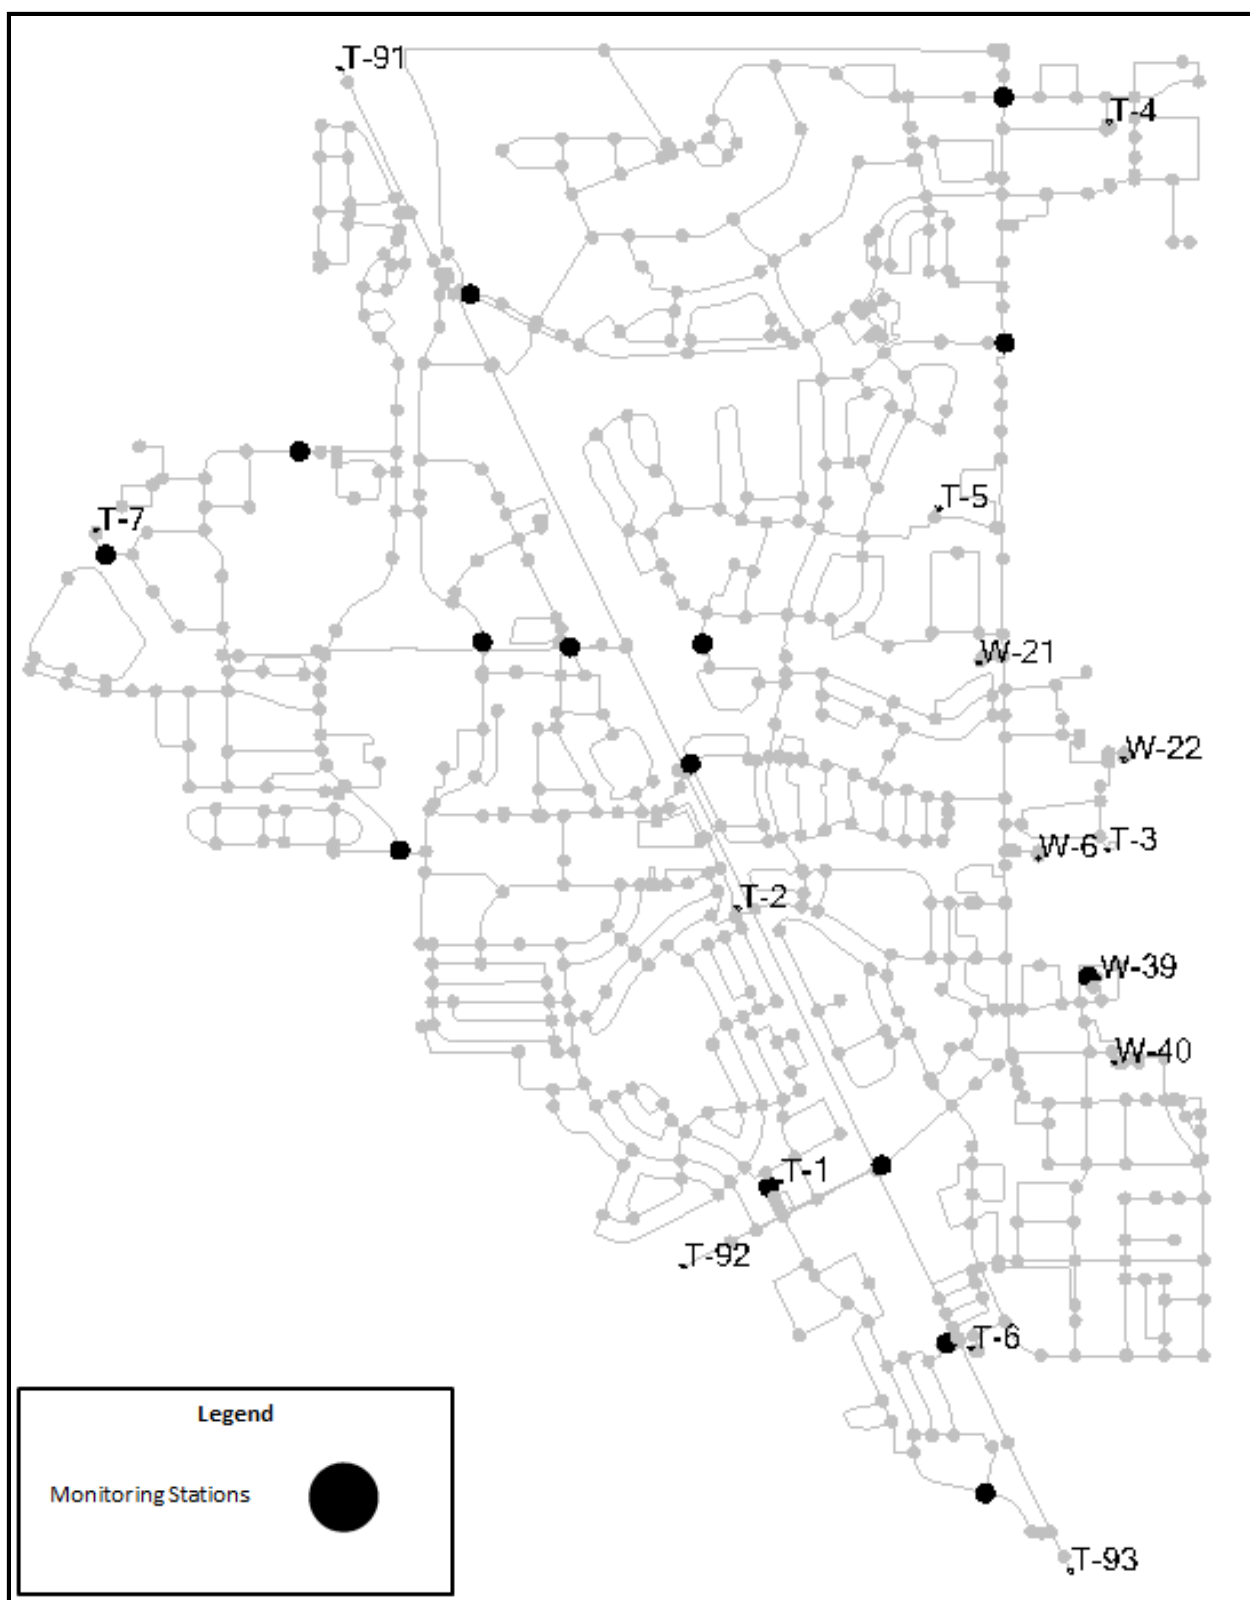 T-91
T-4
T-5
T-7
W-21
W-22
W-6
T-3
T-2
W-39
W-40
T-1
T-92
T-6
Legend
Monitoring Stations
T-93